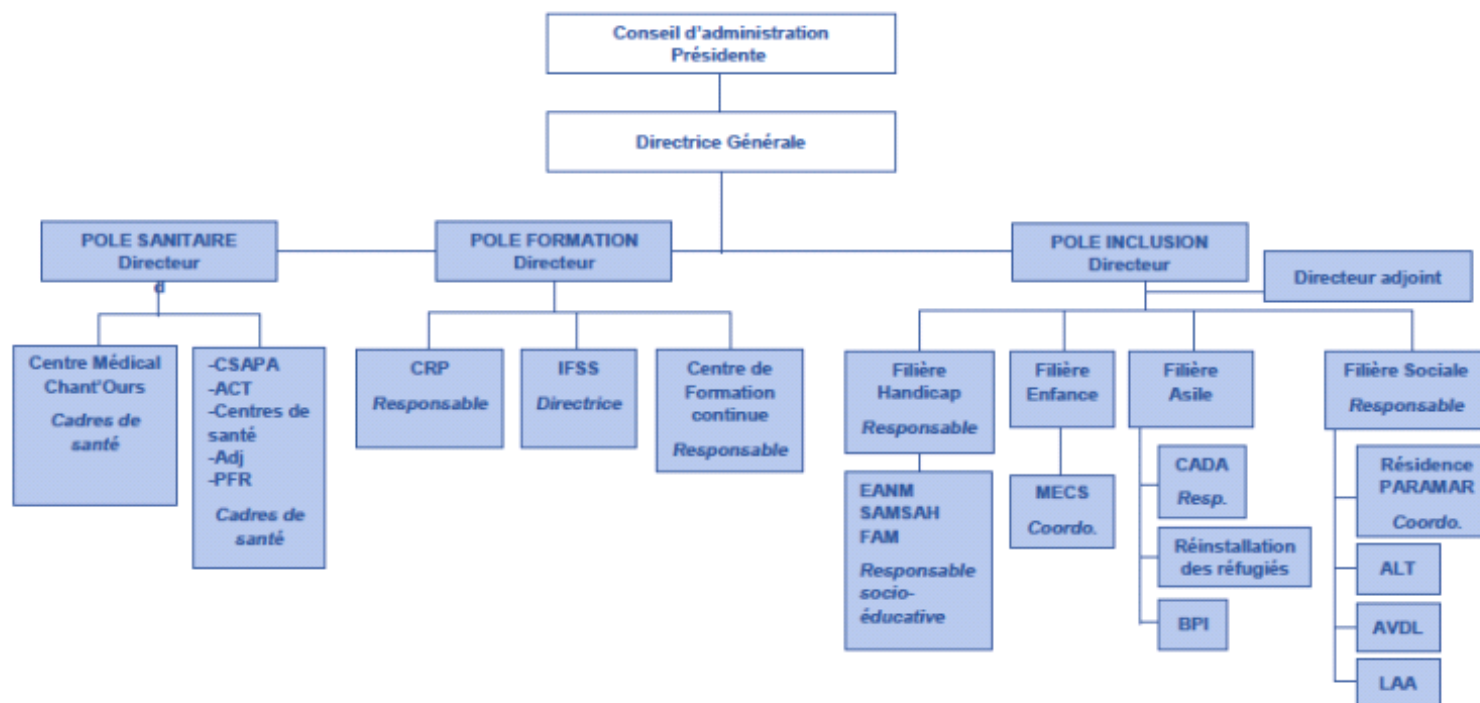 Conseil d'administration
Présidente
Directrice Générale
POLE SANITAIRE
Directeur
d
POLE FORMATION
Directeur
POLE INCLUSION
Directeur
Directeur adjoint
Centre Médical
Chant'Ours
Cadres de
santé
-CSAPA
-ACT
-Centres de
santé
-Adj
-PFR
Cadres de
santé
CRP
Responsable
IFSS
Directrice
Centre de
Formation
continue
Responsable
Filière
Handicap
Responsable
EANM
SAMSAH
FAM
Responsable
socio-
éducative
Filière
Enfance
MECS
Coordo.
Filière
Asile
CADA
Resp.
Réinstallation
des réfugiés
BPI
Filière Sociale
Responsable
Résidence
PARAMAR
Coordo.
ALT
AVDL
LAA